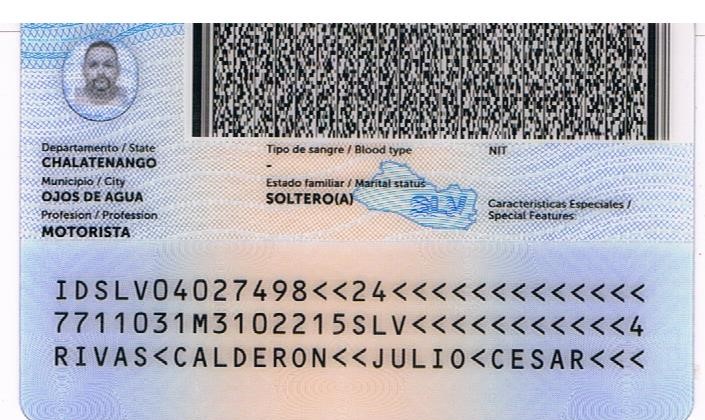 Departamento / State
CHALATENANGO
Municipio / City
OJOS DE AGUA
Profesion / Profession
MOTORISTA
Tipo de sangre / Blood type
-
Estado familiar / Marital status
SOLTERO(A)
SLV
NIT
Características Especiales /
Special Features:
IDSLV04027498<<24<<<<<<<<<<<<<
7711031M3102215SLV<<<<<<<<<<<4
RIVAS<CALDERON<<JULIO<CESAR<<<